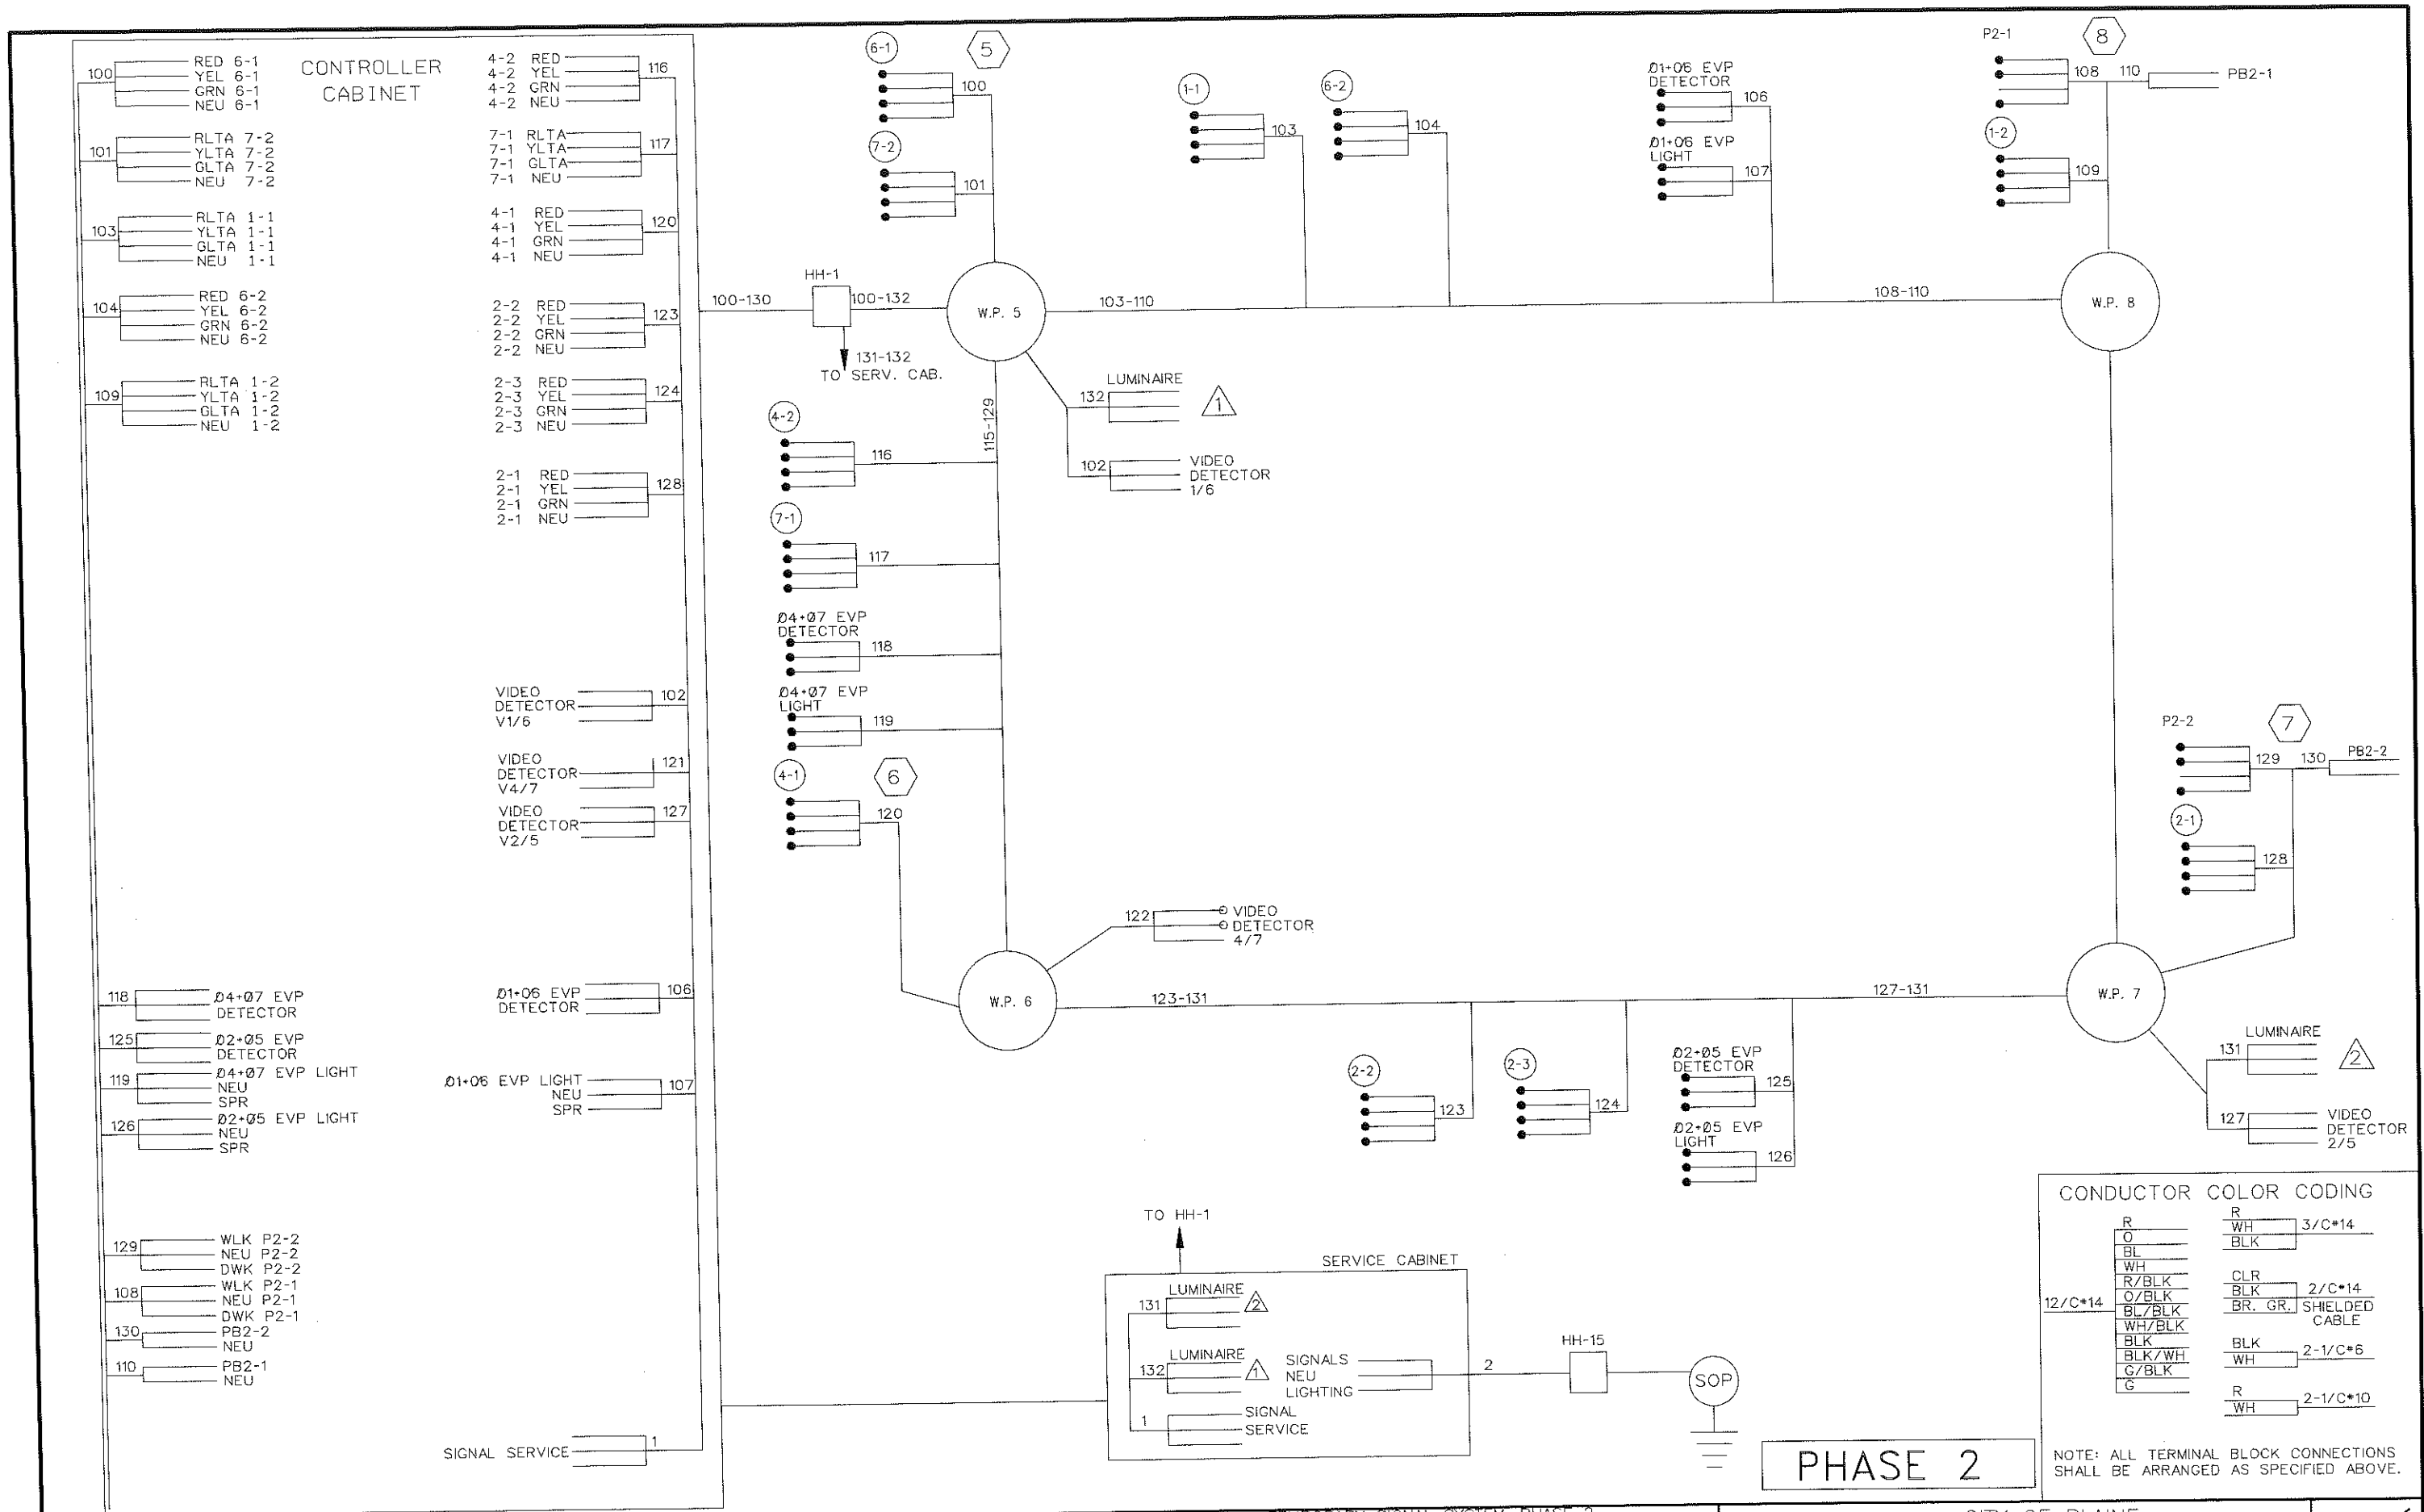 CONTROLLER
CABINET
100
RED 6-1
YEL 6-1
GRN 6-1
NEU 6-1
101
RLTA 7-2
YLTA 7-2
GLTA 7-2
NEU 7-2
103
RLTA 1-1
YLTA 1-1
GLTA 1-1
NEU 1-1
104
RED 6-2
YEL 6-2
GRN 6-2
NEU 6-2
109
RLTA 1-2
YLTA 1-2
GLTA 1-2
NEU 1-2
118
Ø4+Ø7 EVP
DETECTOR
125
Ø2+Ø5 EVP
DETECTOR
119
Ø4+Ø7 EVP LIGHT
NEU
SPR
126
Ø2+Ø5 EVP LIGHT
NEU
SPR
129
WLK P2-2
NEU P2-2
DWK P2-2
108
WLK P2-1
NEU P2-1
DWK P2-1
130
PB2-2
NEU
110
PB2-1
NEU
4-2 RED
4-2 YEL
4-2 GRN
4-2 NEU
116
7-1 RLTA
7-1 YLTA
7-1 GLTA
7-1 NEU
117
4-1 RED
4-1 YEL
4-1 GRN
4-1 NEU
120
2-2 RED
2-2 YEL
2-2 GRN
2-2 NEU
123
2-3 RED
2-3 YEL
2-3 GRN
2-3 NEU
124
2-1 RED
2-1 YEL
2-1 GRN
2-1 NEU
128
VIDEO
DETECTOR
V1/6
102
VIDEO
DETECTOR
V4/7
121
VIDEO
DETECTOR
V2/5
127
Ø1+Ø6 EVP
DETECTOR
106
Ø1+Ø6 EVP LIGHT
NEU
SPR
107
SIGNAL SERVICE
1
100-130
HH-1
100-132
131-132
TO SERV. CAB.
6-1
5
100
7-2
101
W.P. 5
103-110
1-1
103
6-2
104
Ø1+Ø6 EVP
DETECTOR
106
Ø1+Ø6 EVP
LIGHT
107
108-110
P2-1
8
108
110
PB2-1
1-2
109
W.P. 8
LUMINAIRE
132
1
102
VIDEO
DETECTOR
1/6
115-129
4-2
116
7-1
117
Ø4+Ø7 EVP
DETECTOR
118
Ø4+Ø7 EVP
LIGHT
119
4-1
6
120
122
VIDEO
DETECTOR
4/7
W.P. 6
123-131
127-131
2-2
123
2-3
124
Ø2+Ø5 EVP
DETECTOR
125
Ø2+Ø5 EVP
LIGHT
126
P2-2
7
129
130
PB2-2
2-1
128
W.P. 7
LUMINAIRE
131
2
127
VIDEO
DETECTOR
2/5
TO HH-1
SERVICE CABINET
LUMINAIRE
131
2
LUMINAIRE
132
1
SIGNALS
NEU
LIGHTING
1
SIGNAL
SERVICE
2
HH-15
SOP
CONDUCTOR COLOR CODING
12/C#14
R
O
BL
WH
R/BLK
O/BLK
BL/BLK
WH/BLK
BLK
BLK/WH
G/BLK
G
R
WH
BLK
3/C#14
CLR
BLK
BR. GR.
2/C#14
SHIELDED
CABLE
BLK
WH
2-1/C#6
R
WH
2-1/C#10
NOTE: ALL TERMINAL BLOCK CONNECTIONS
SHALL BE ARRANGED AS SPECIFIED ABOVE.
PHASE 2
SIGNAL SYSTEM PHASE 2
CITY OF BLAINE